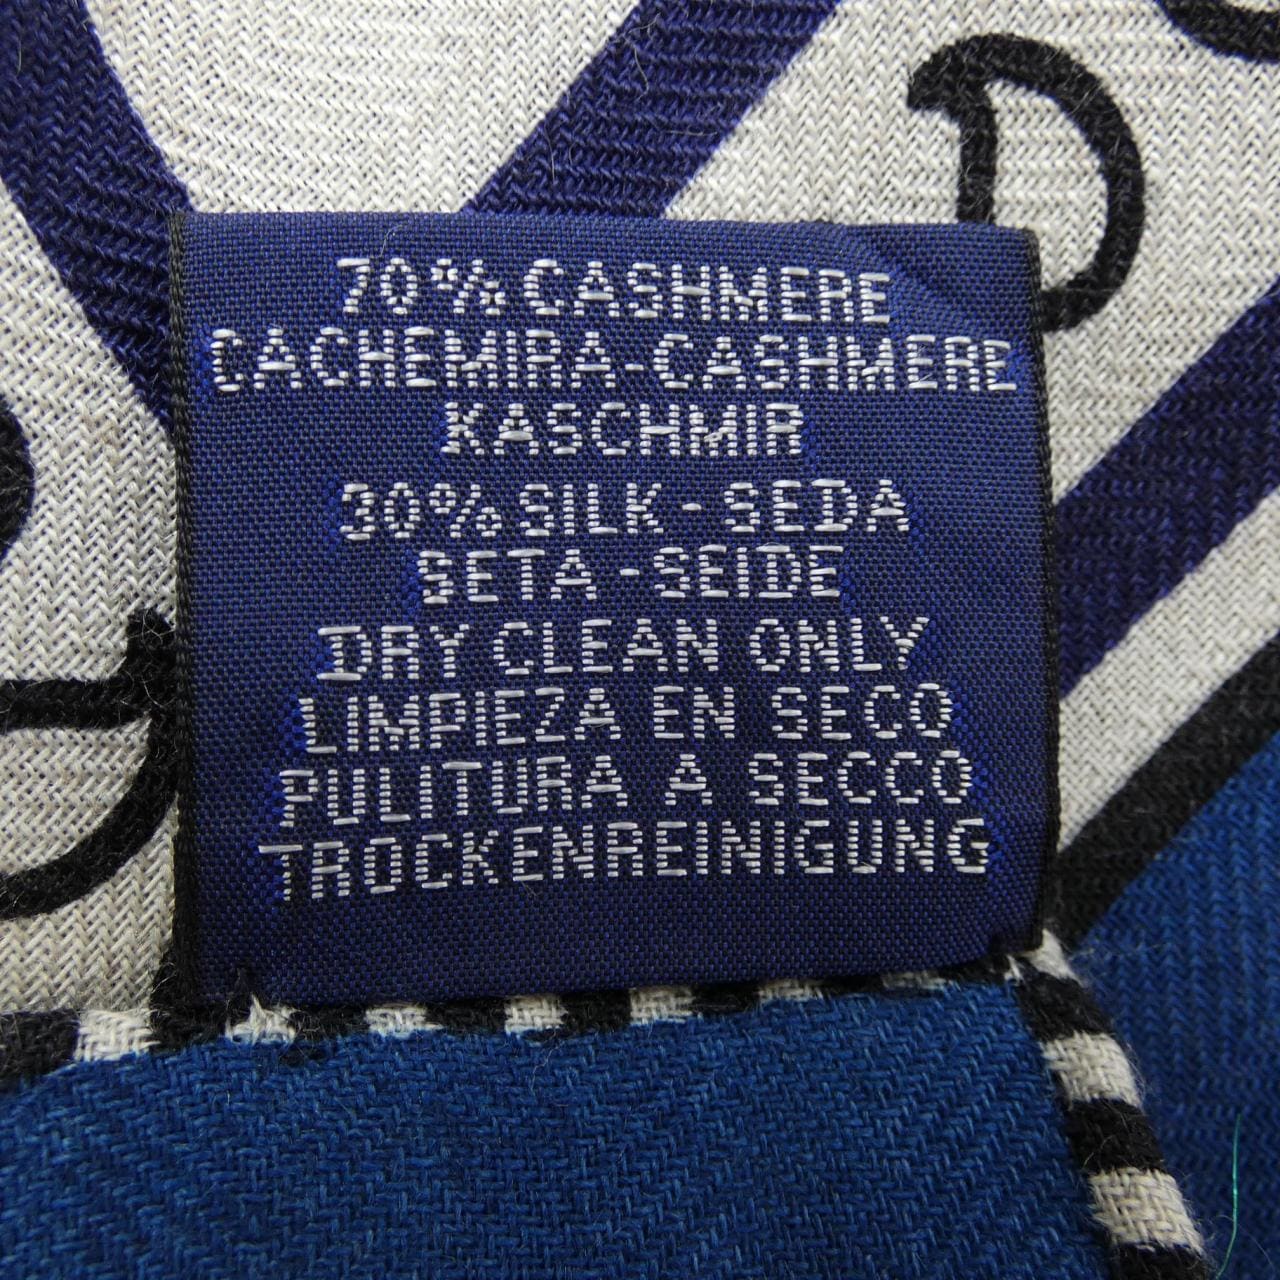 70% CASHMERE
CACHEMIRA-CASHMERE
KASCHMIR
30% SILK - SEDA
SETA - SEIDE
DRY CLEAN ONLY
LIMPIEZA EN SECO
PULITURA A SECCO
TROCKENREINIGUNG